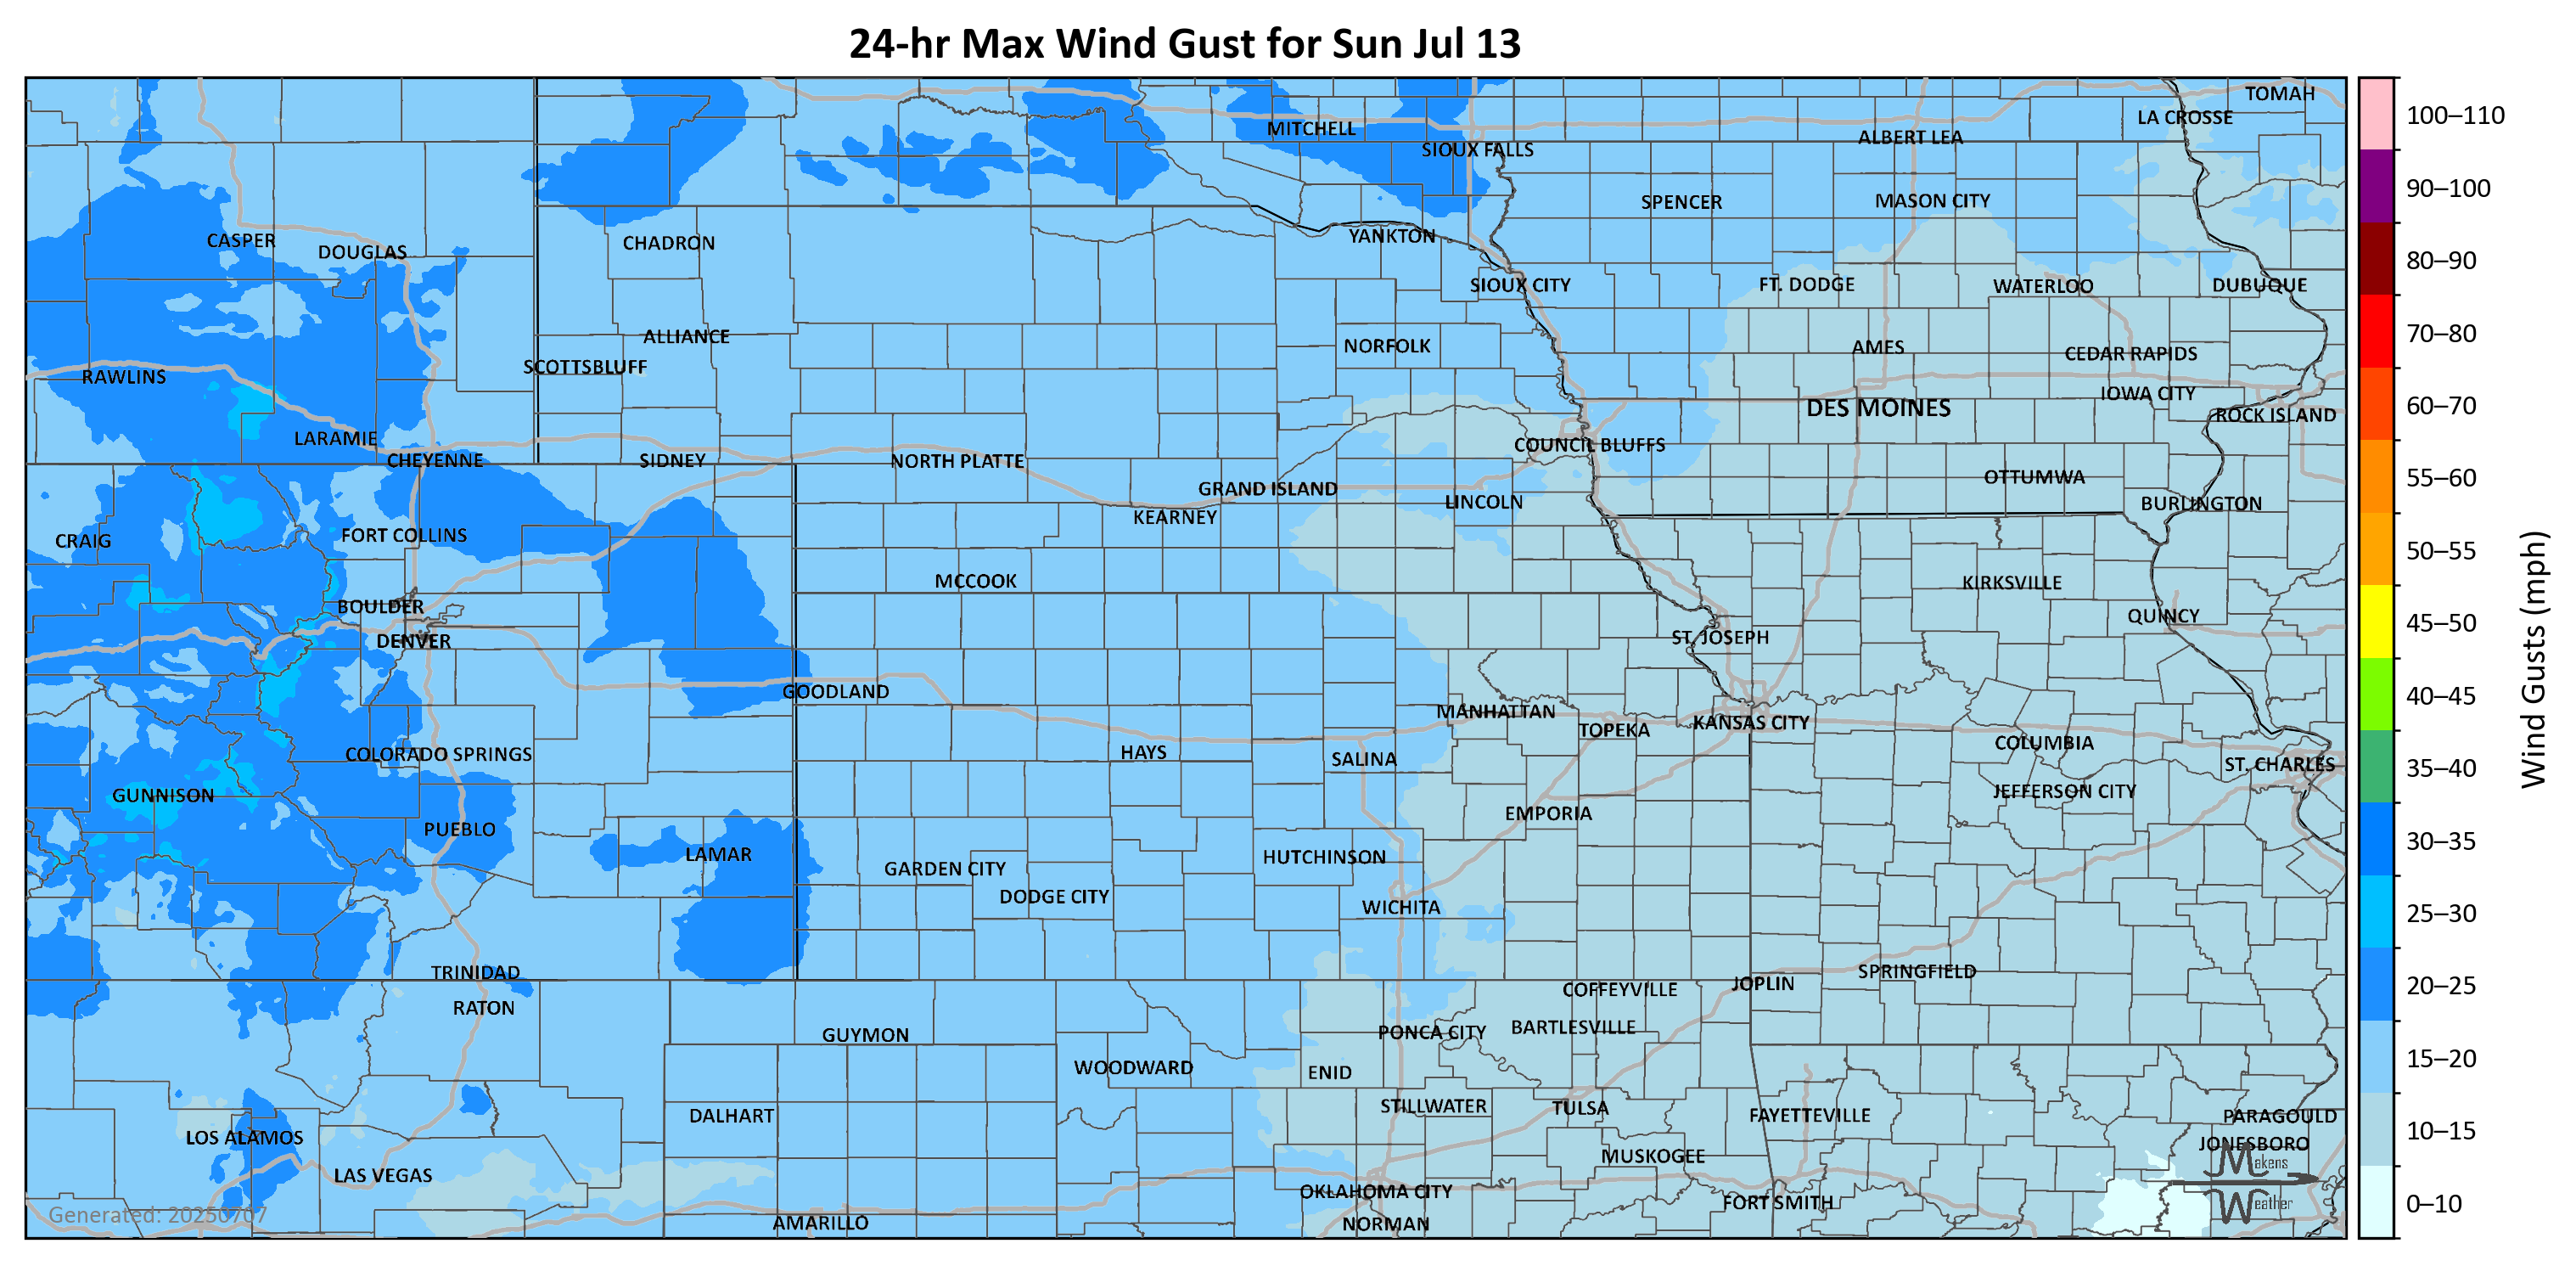 24-hr Max Wind Gust for Sun Jul 13
TOMAH
LA CROSSE
MITCHELL
ALBERT LEA
SIOUX FALLS
SPENCER
MASON CITY
CASPER
DOUGLAS
CHADRON
YANKTON
SIOUX CITY
FT. DODGE
WATERLOO
DUBUQUE
ALLIANCE
NORFOLK
AMES
CEDAR RAPIDS
SCOTTSBLUFF
RAWLINS
IOWA CITY
DES MOINES
ROCK ISLAND
LARAMIE
COUNCIL BLUFFS
CHEYENNE
SIDNEY
NORTH PLATTE
OTTUMWA
GRAND ISLAND
LINCOLN
BURLINGTON
KEARNEY
FORT COLLINS
CRAIG
MCCOOK
KIRKSVILLE
BOULDER
QUINCY
DENVER
ST. JOSEPH
GOODLAND
MANHATTAN
KANSAS CITY
TOPEKA
COLUMBIA
COLORADO SPRINGS
HAYS
SALINA
ST. CHARLES
GUNNISON
JEFFERSON CITY
EMPORIA
PUEBLO
LAMAR
HUTCHINSON
GARDEN CITY
DODGE CITY
WICHITA
TRINIDAD
SPRINGFIELD
JOPLIN
COFFEYVILLE
RATON
BARTLESVILLE
PONCA CITY
GUYMON
WOODWARD
ENID
STILLWATER
TULSA
DALHART
FAYETTEVILLE
PARAGOULD
LOS ALAMOS
JONESBORO
MUSKOGEE
LAS VEGAS
OKLAHOMA CITY
FORT SMITH
AMARILLO
NORMAN
Generated: 20250707
Makens
Weather
100–110
90–100
80–90
70–80
60–70
55–60
50–55
45–50
40–45
35–40
30–35
25–30
20–25
15–20
10–15
0–10
Wind Gusts (mph)